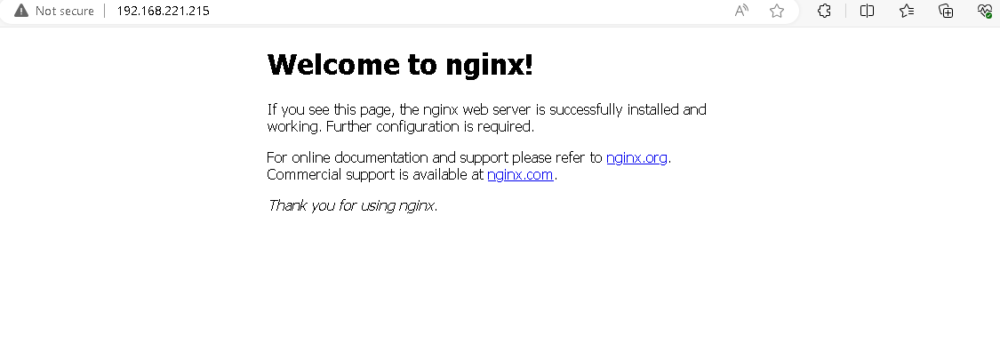 Not secure 192.168.221.215
Welcome to nginx!
If you see this page, the nginx web server is successfully installed and
working. Further configuration is required.
For online documentation and support please refer to nginx.org.
Commercial support is available at nginx.com.
Thank you for using nginx.